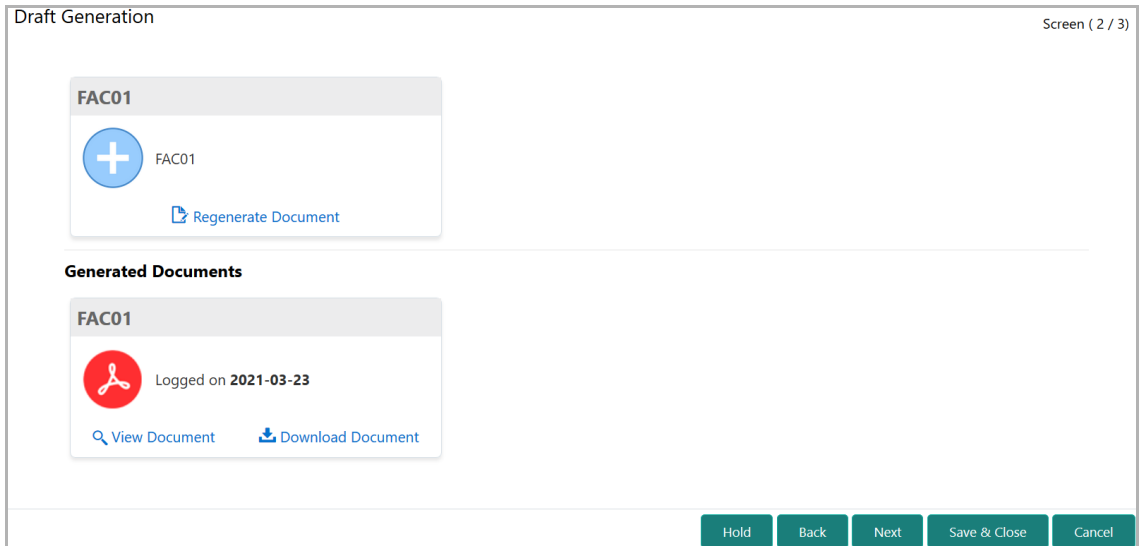 Draft Generation
Screen ( 2 / 3)
FAC01
FAC01
Regenerate Document
Generated Documents
FAC01
Logged on 2021-03-23
View Document Download Document
Hold Back Next Save & Close Cancel